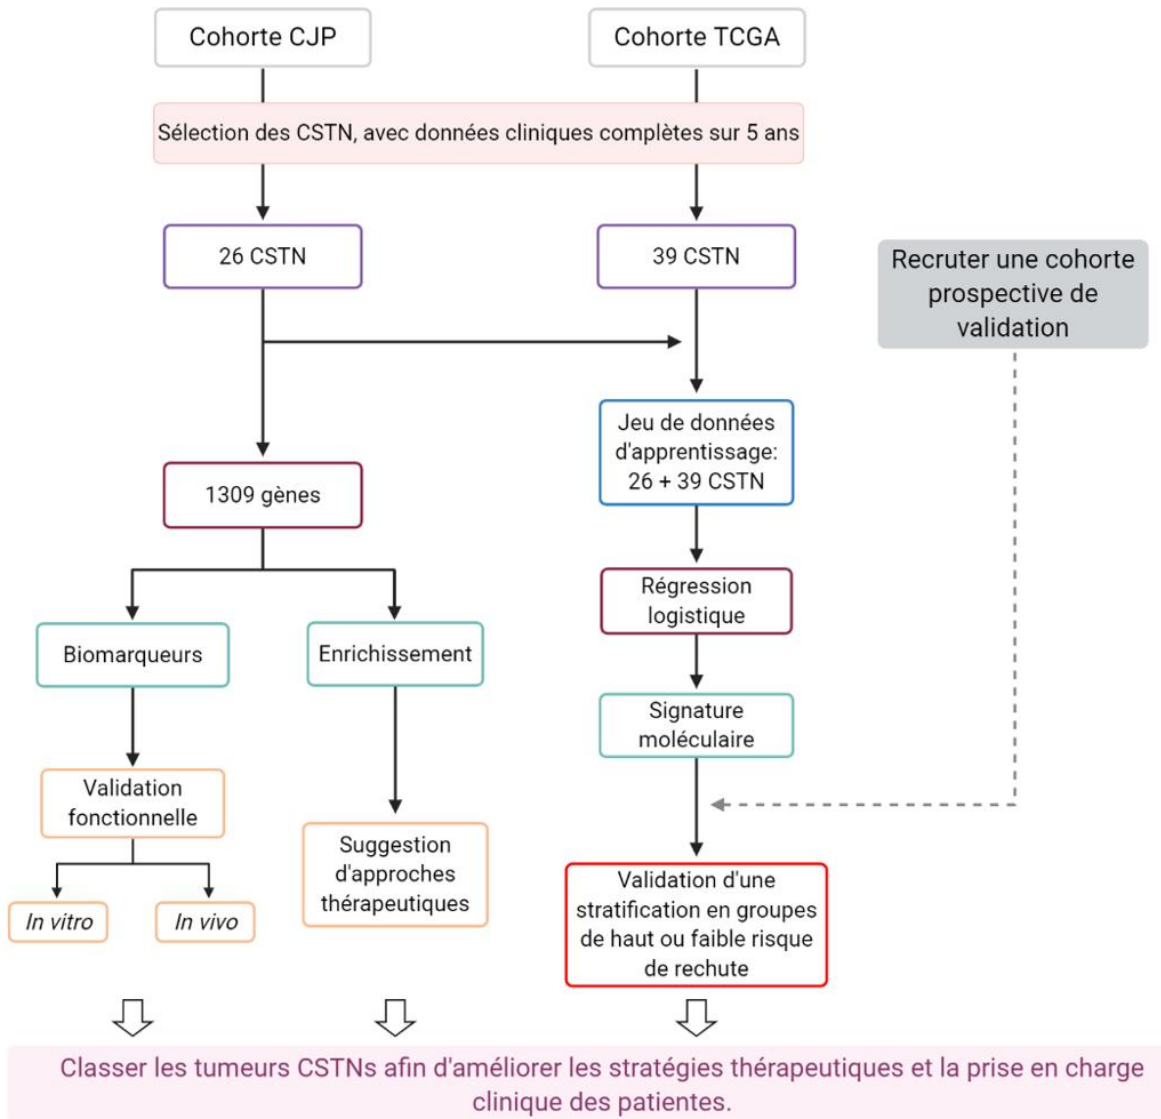 Cohorte CJP
Cohorte TCGA
Sélection des CSTN, avec données cliniques complètes sur 5 ans
26 CSTN
39 CSTN
Recruter une cohorte
prospective de
validation
Jeu de données
d'apprentissage:
26 + 39 CSTN
1309 gènes
Régression
logistique
Biomarqueurs
Enrichissement
Signature
moléculaire
Validation
fonctionnelle
Suggestion
d'approches
thérapeutiques
In vitro
In vivo
Validation d'une
stratification en groupes
de haut ou faible risque
de rechute
Classer les tumeurs CSTNs afin d'améliorer les stratégies thérapeutiques et la prise en charge
clinique des patientes.